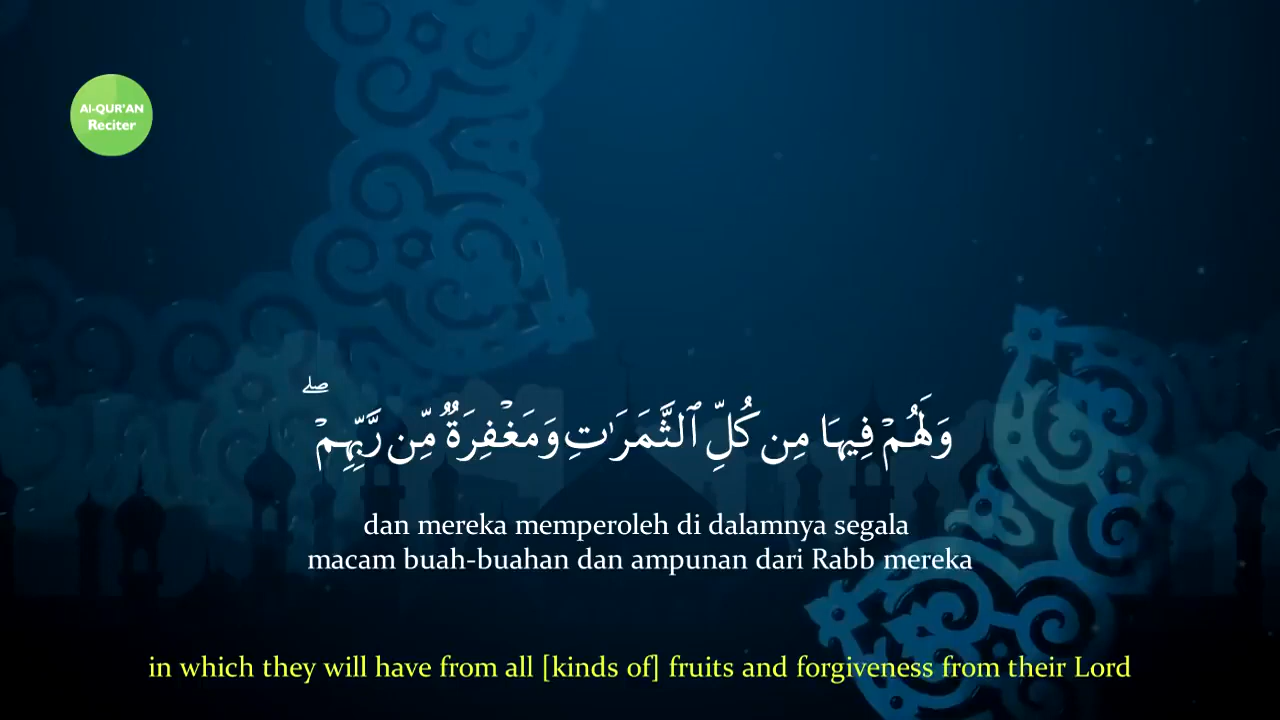 Al-QUR'AN
Reciter
وَلَهُمْ فِيهَا مِن كُلِّ ٱلثَّمَرَٰتِ وَمَغْفِرَةٌ مِّن رَّبِّهِمْ ۖ
dan mereka memperoleh di dalamnya segala
macam buah-buahan dan ampunan dari Rabb mereka
in which they will have from all [kinds of] fruits and forgiveness from their Lord